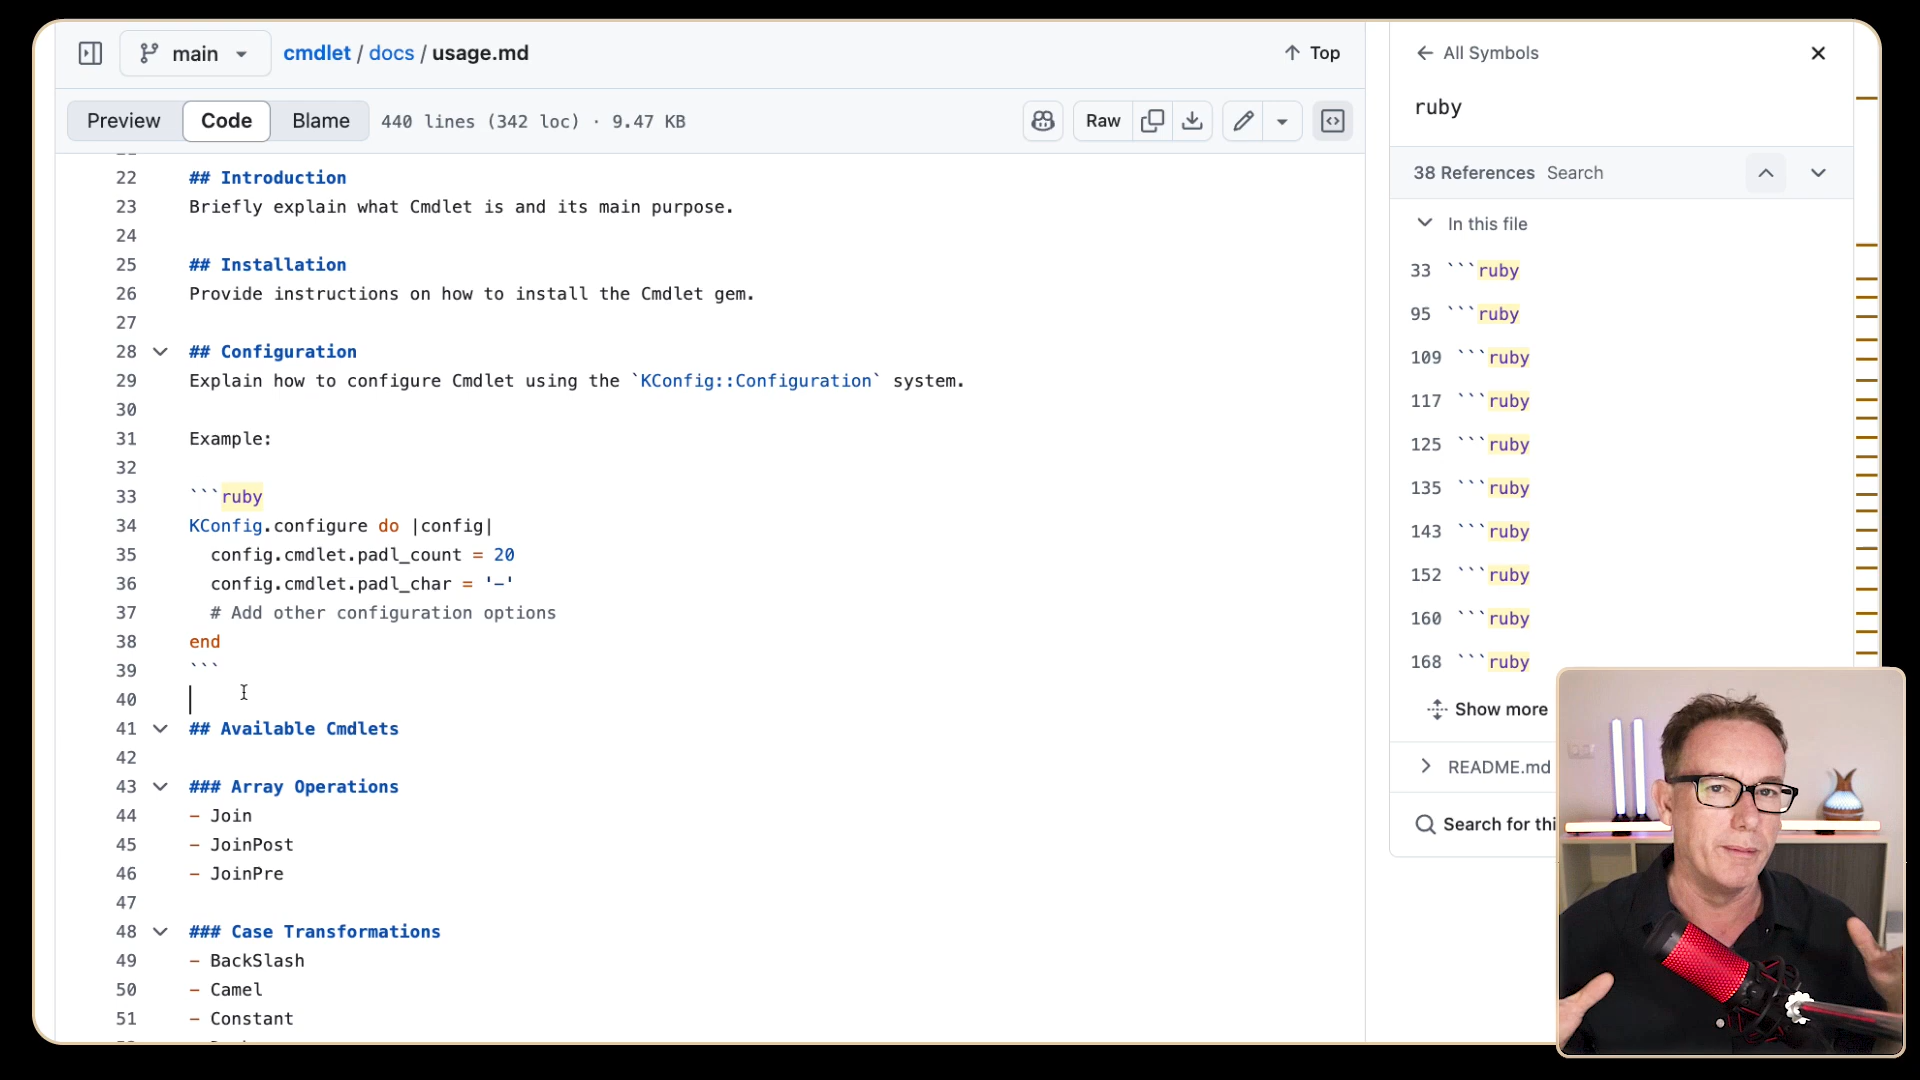 main
cmdlet / docs / usage.md
Top
Preview
Code
Blame
440 lines (342 loc) · 9.47 KB
Raw
22 ## Introduction
23 Briefly explain what Cmdlet is and its main purpose.
24
25 ## Installation
26 Provide instructions on how to install the Cmdlet gem.
27
28 ## Configuration
29 Explain how to configure Cmdlet using the `KConfig::Configuration` system.
30
31 Example:
32
33 ```ruby
34 KConfig.configure do |config|
35 config.cmdlet.padl_count = 20
36 config.cmdlet.padl_char = '-'
37 # Add other configuration options
38 end
39 ```
40
41 ## Available Cmdlets
42
43 ### Array Operations
44 - Join
45 - JoinPost
46 - JoinPre
47
48 ### Case Transformations
49 - BackSlash
50 - Camel
51 - Constant
All Symbols
ruby
38 References Search
In this file
33 ```ruby
95 ```ruby
109 ```ruby
117 ```ruby
125 ```ruby
135 ```ruby
143 ```ruby
152 ```ruby
160 ```ruby
168 ```ruby
Show more
README.md
Search for